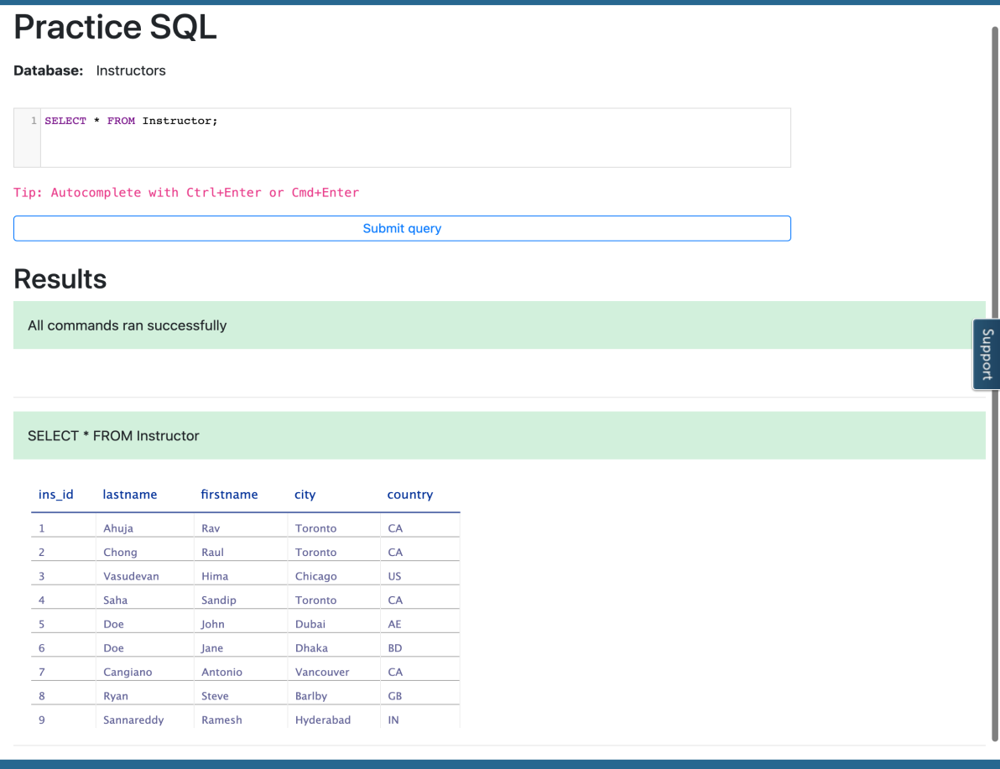 Practice SQL
Database: Instructors
1 SELECT * FROM Instructor;
Tip: Autocomplete with Ctrl+Enter or Cmd+Enter
Submit query
Results
All commands ran successfully
Support
SELECT * FROM Instructor
ins_id lastname firstname city country
1 Ahuja Rav Toronto CA
2 Chong Raul Toronto CA
3 Vasudevan Hima Chicago US
4 Saha Sandip Toronto CA
5 Doe John Dubai AE
6 Doe Jane Dhaka BD
7 Cangiano Antonio Vancouver CA
8 Ryan Steve Barlby GB
9 Sannareddy Ramesh Hyderabad IN